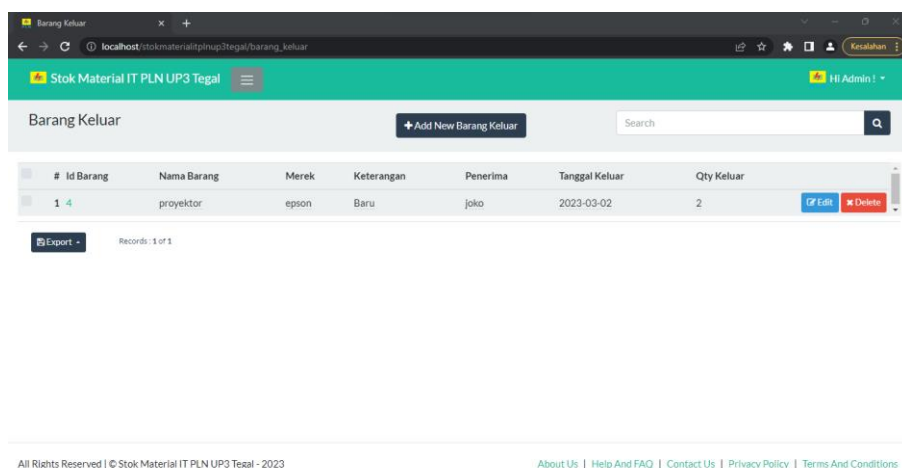 Barang Keluar
localhost/stokmaterialitplnup3tegal/barang_keluar
Kesalahan
Stok Material IT PLN UP3 Tegal
HI Admin !
Barang Keluar
+Add New Barang Keluar
Search
# Id Barang Nama Barang Merek Keterangan Penerima Tanggal Keluar Qty Keluar
1 4 proyektor epson Baru joko 2023-03-02 2 Edit Delete
Export
Records : 1 of 1
All Rights Reserved | © Stok Material IT PLN UP3 Tegal - 2023
About Us | Help And FAQ | Contact Us | Privacy Policy | Terms And Conditions